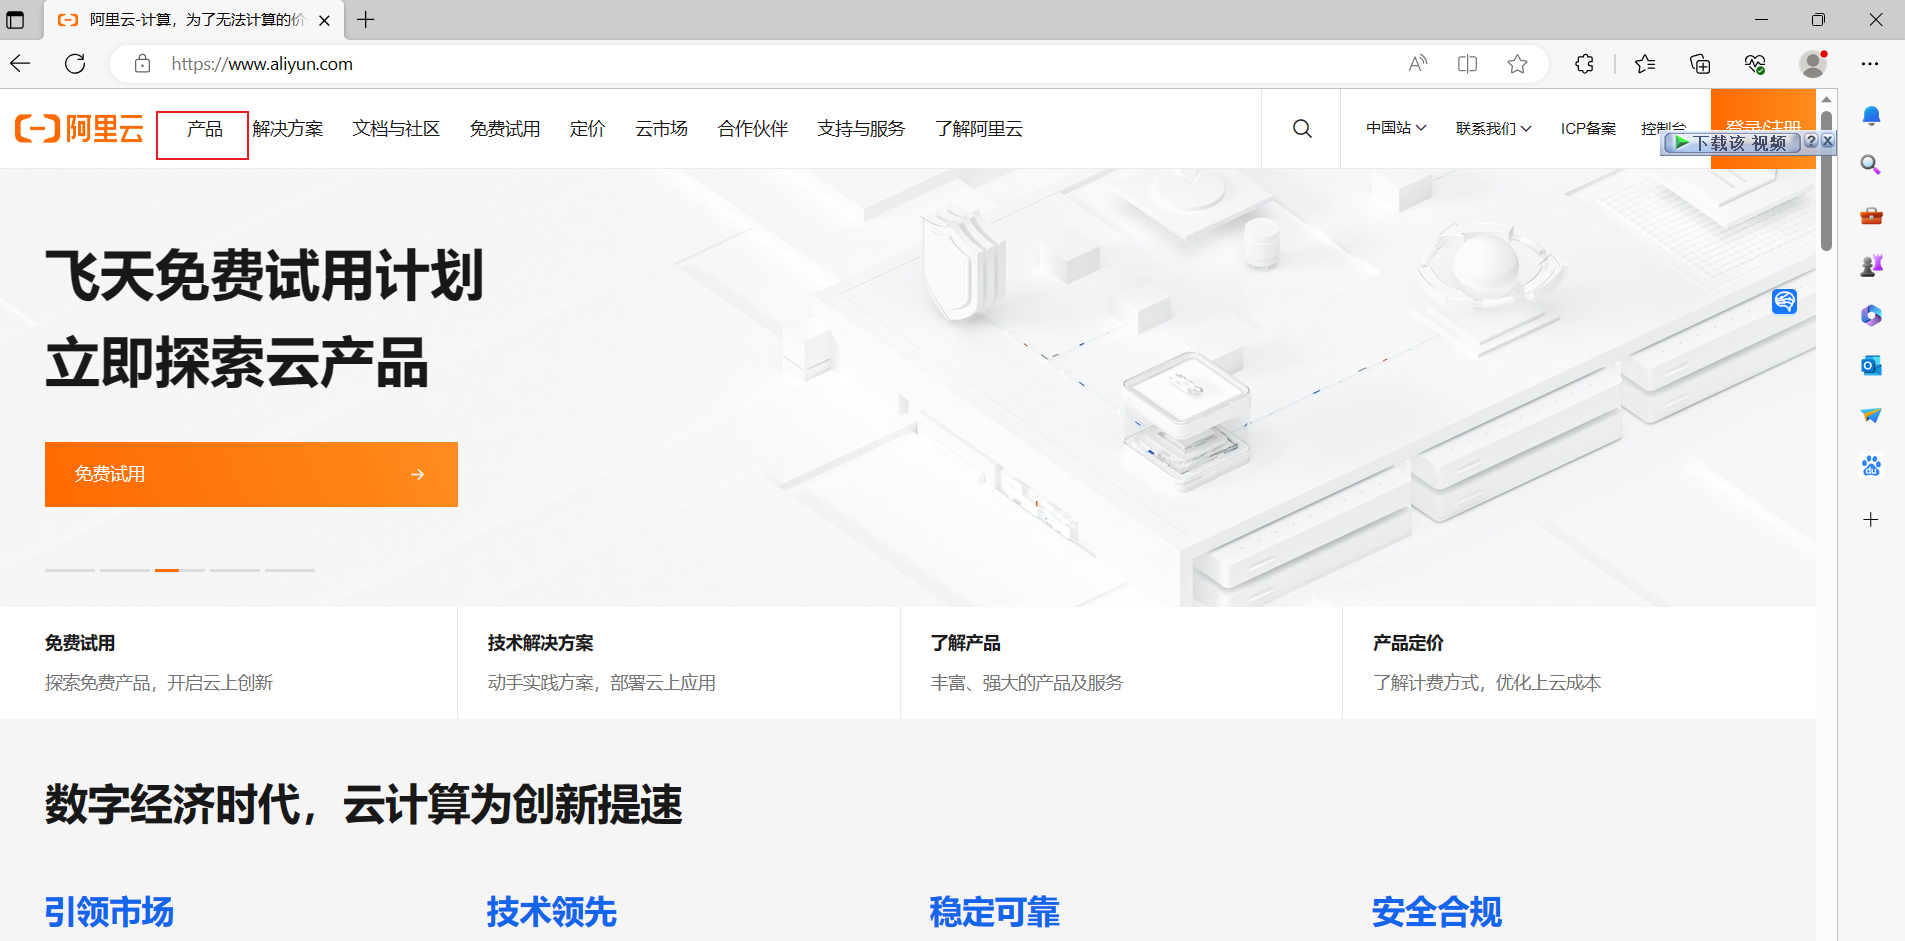 阿里云-计算，为了无法计算的价
https://www.aliyun.com
阿里云
产品
解决方案
文档与社区
免费试用
定价
云市场
合作伙伴
支持与服务
了解阿里云
中国站
联系我们
ICP备案
控制台
登录/注册
下载该 视频
飞天免费试用计划
立即探索云产品
免费试用
免费试用
探索免费产品，开启云上创新
技术解决方案
动手实践方案，部署云上应用
了解产品
丰富、强大的产品及服务
产品定价
了解计费方式，优化上云成本
数字经济时代，云计算为创新提速
引领市场
技术领先
稳定可靠
安全合规